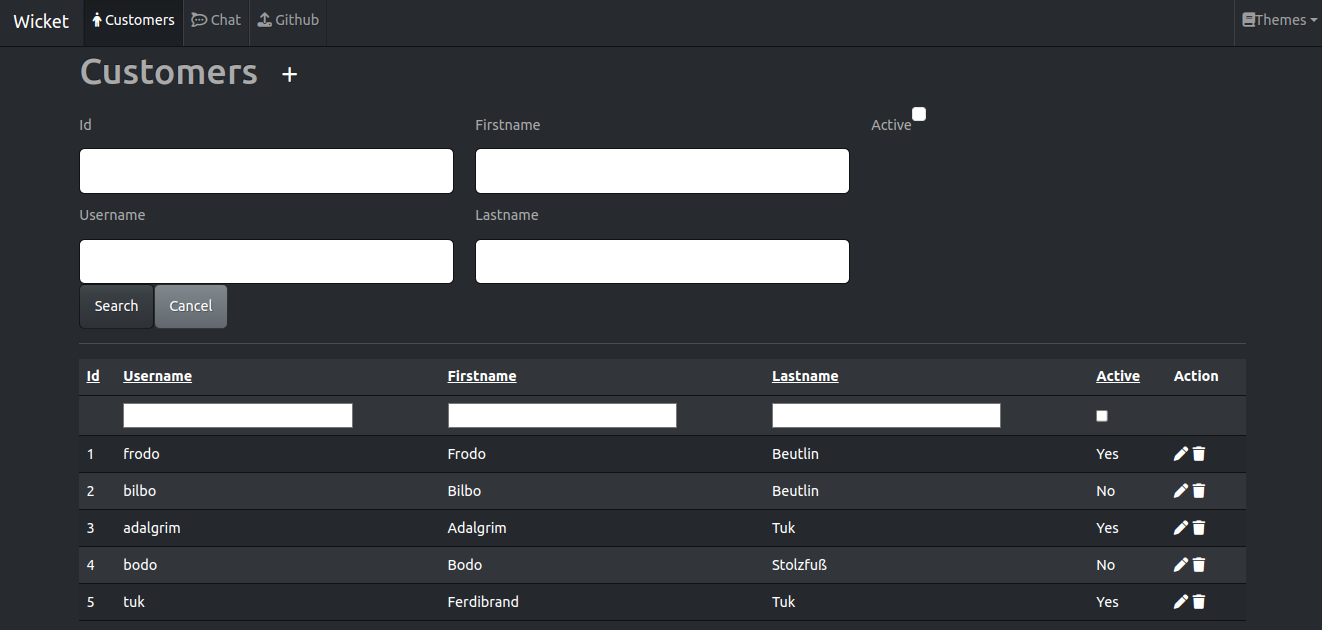 Wicket Customers Chat Github Themes
Customers +
Id Firstname Active
Username Lastname
Search Cancel
Id Username Firstname Lastname Active Action
1 frodo Frodo Beutlin Yes
2 bilbo Bilbo Beutlin No
3 adalgrim Adalgrim Tuk Yes
4 bodo Bodo Stolzfuß No
5 tuk Ferdibrand Tuk Yes